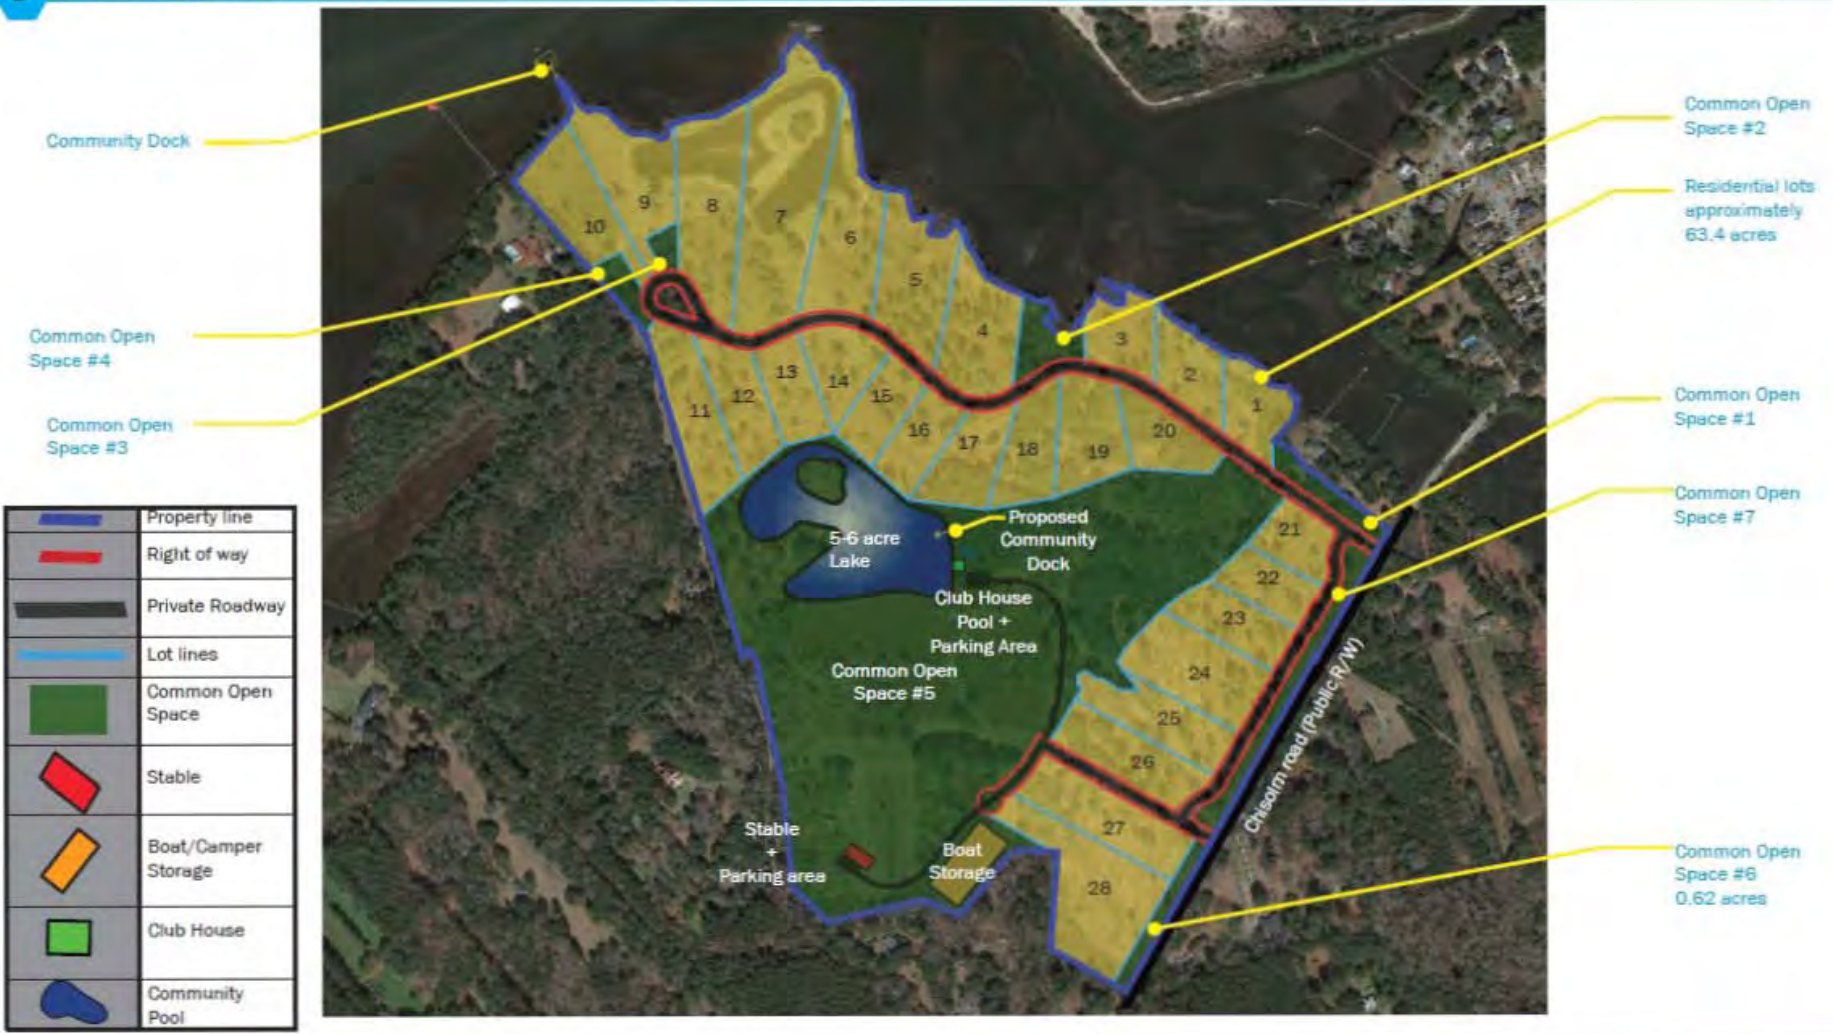 Community Dock
Common Open
Space #4
Common Open
Space #3
Common Open
Space #2
Residential lots
approximately
63.4 acres
Common Open
Space #1
Common Open
Space #7
Common Open
Space #6
0.62 acres
Property line
Right of way
Private Roadway
Lot lines
Common Open
Space
Stable
Boat/Camper
Storage
Club House
Community
Pool
1
2
3
4
5
6
7
8
9
10
11
12
13
14
15
16
17
18
19
20
21
22
23
24
25
26
27
28
5-6 acre
Lake
Proposed
Community
Dock
Club House
Pool +
Parking Area
Common Open
Space #5
Stable
+
Parking area
Boat
Storage
Chisolm road (Public R/W)